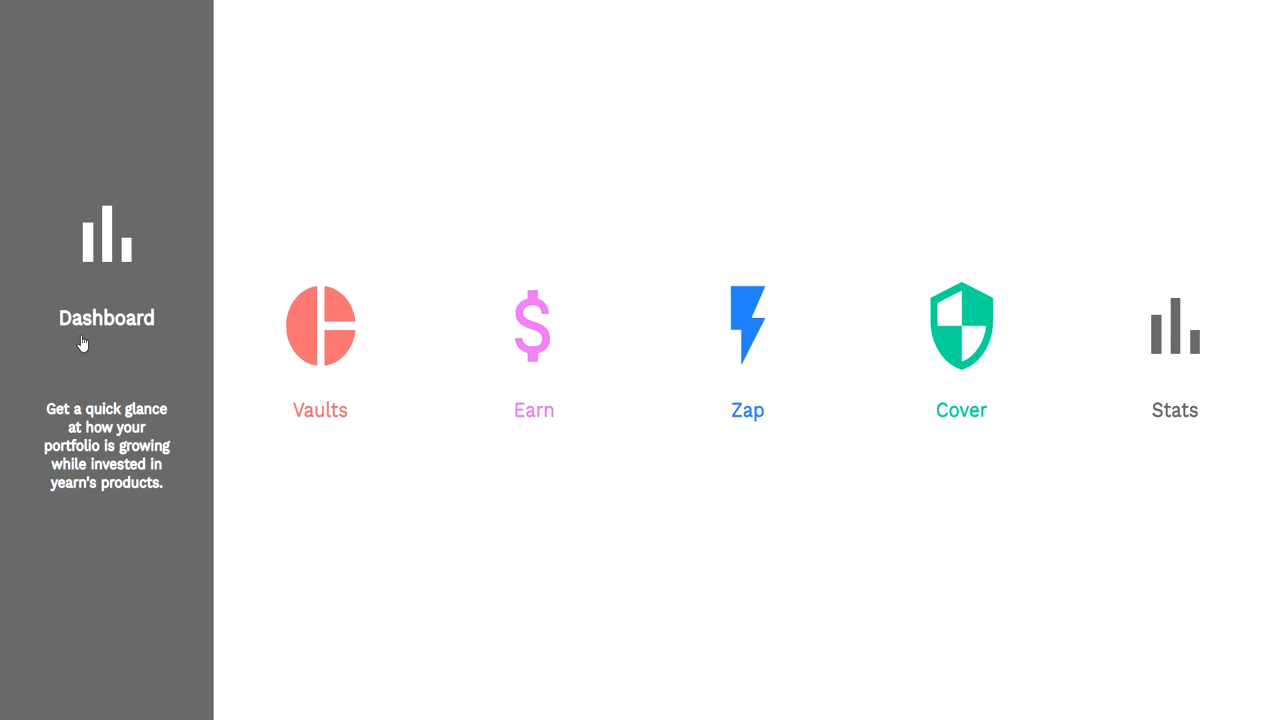 Dashboard
Get a quick glance
at how your
portfolio is growing
while invested in
yearn's products.
Vaults
Earn
Zap
Cover
Stats